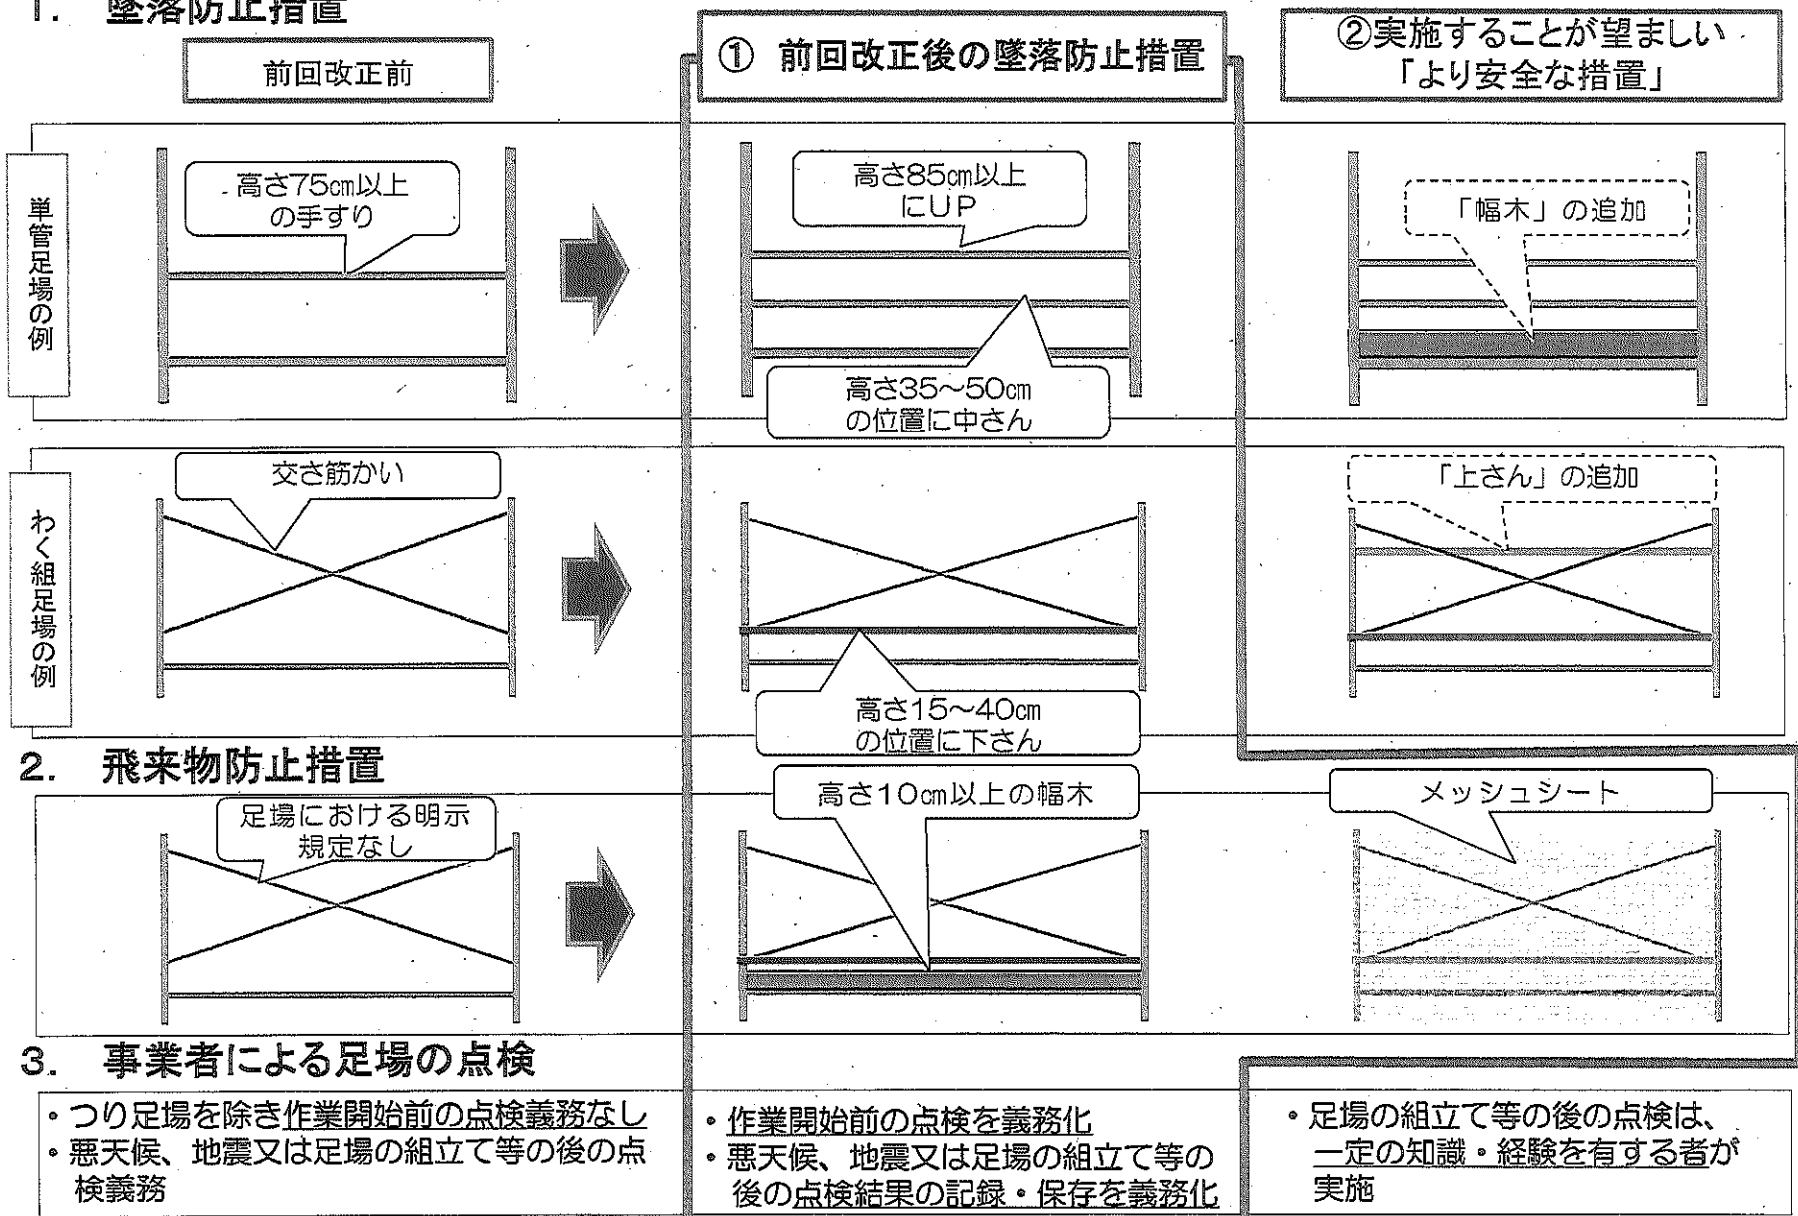 1. 墜落防止措置
前回改正前
① 前回改正後の墜落防止措置
②実施することが望ましい
「より安全な措置」
単管足場の例
高さ75㎝以上
の手すり
高さ85㎝以上
にUP
高さ35～50㎝
の位置に中さん
「幅木」の追加
わく組足場の例
交さ筋かい
高さ15～40㎝
の位置に下さん
「上さん」の追加
2. 飛来物防止措置
足場における明示
規定なし
高さ10㎝以上の幅木
メッシュシート
3. 事業者による足場の点検
・つり足場を除き作業開始前の点検義務なし
・悪天候、地震又は足場の組立て等の後の点
検義務
・作業開始前の点検を義務化
・悪天候、地震又は足場の組立て等の
後の点検結果の記録・保存を義務化
・足場の組立て等の後の点検は、
一定の知識・経験を有する者が
実施